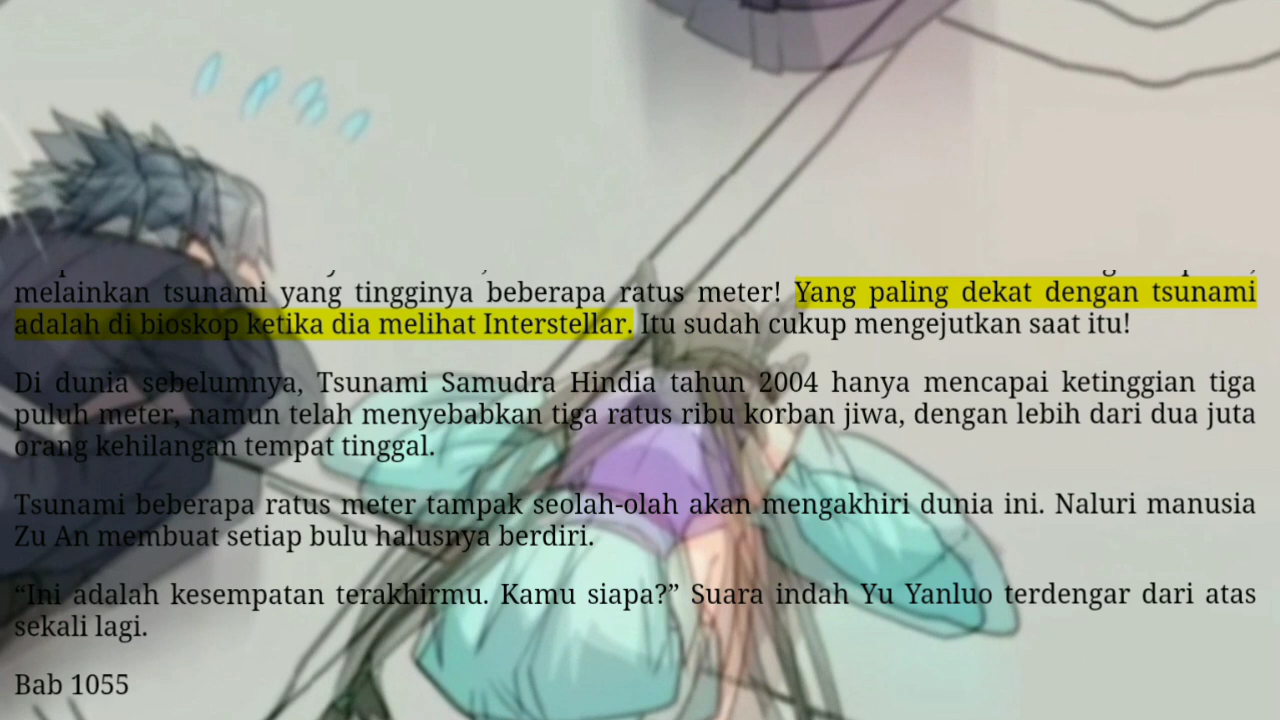 melainkan tsunami yang tingginya beberapa ratus meter! Yang paling dekat dengan tsunami
adalah di bioskop ketika dia melihat Interstellar. Itu sudah cukup mengejutkan saat itu!
Di dunia sebelumnya, Tsunami Samudra Hindia tahun 2004 hanya mencapai ketinggian tiga
puluh meter, namun telah menyebabkan tiga ratus ribu korban jiwa, dengan lebih dari dua juta
orang kehilangan tempat tinggal.
Tsunami beberapa ratus meter tampak seolah-olah akan mengakhiri dunia ini. Naluri manusia
Zu An membuat setiap bulu halusnya berdiri.
“Ini adalah kesempatan terakhirmu. Kamu siapa?” Suara indah Yu Yanluo terdengar dari atas
sekali lagi.
Bab 1055